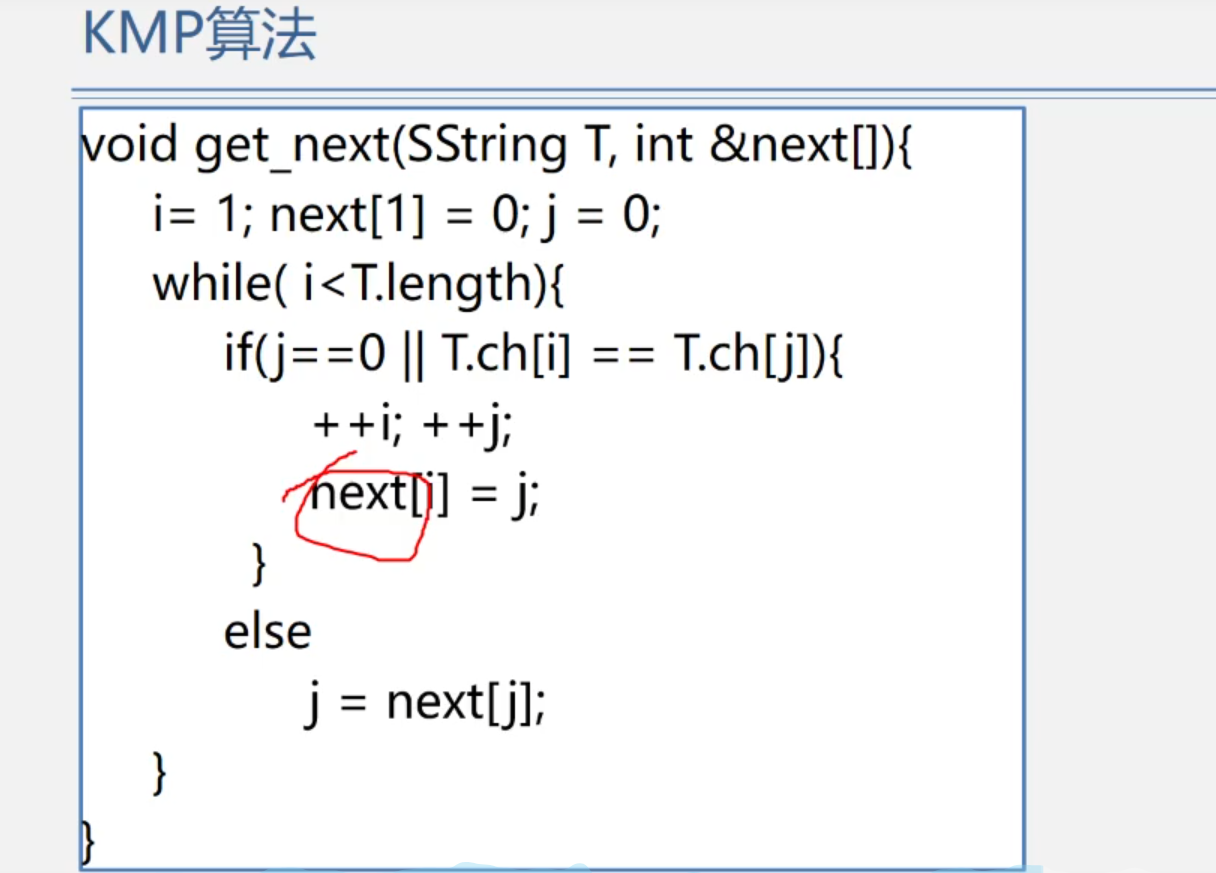 KMP算法
void get_next(SString T, int &next[]){
i= 1; next[1] = 0; j = 0;
while( i<T.length){
if(j==0 || T.ch[i] == T.ch[j]){
++i; ++j;
next[i] = j;
}
else
j = next[j];
}
}